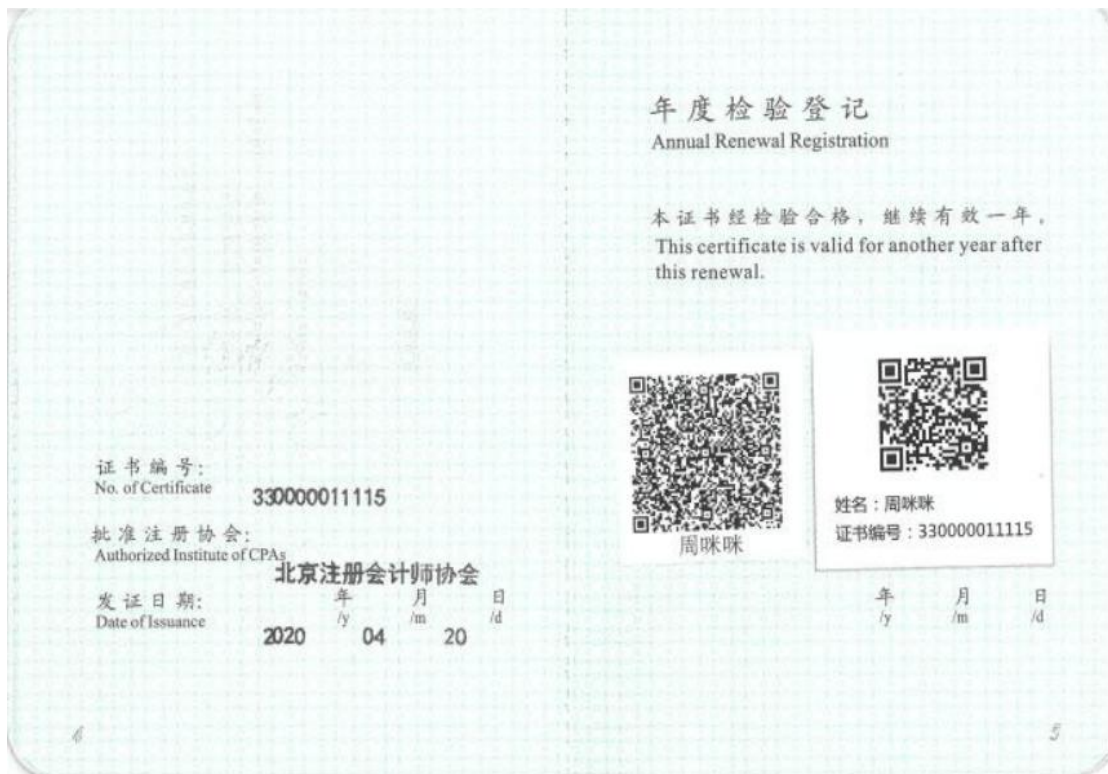 证书编号:
No. of Certificate
330000011115
批准注册协会:
Authorized Institute of CPAs
北京注册会计师协会
发证日期:
Date of Issuance
年 月 日
/y /m /d
2020 04 20
4
年度检验登记
Annual Renewal Registration
本证书经检验合格，继续有效一年。
This certificate is valid for another year after
this renewal.
周咪咪
姓名：周咪咪
证书编号：330000011115
年 月 日
/y /m /d
5